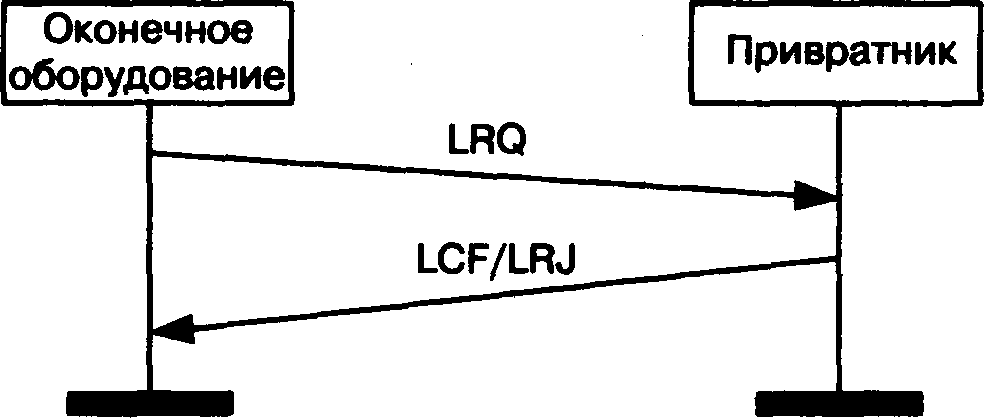 Оконечное
оборудование
Привратник
LRQ
LCF/LRJ